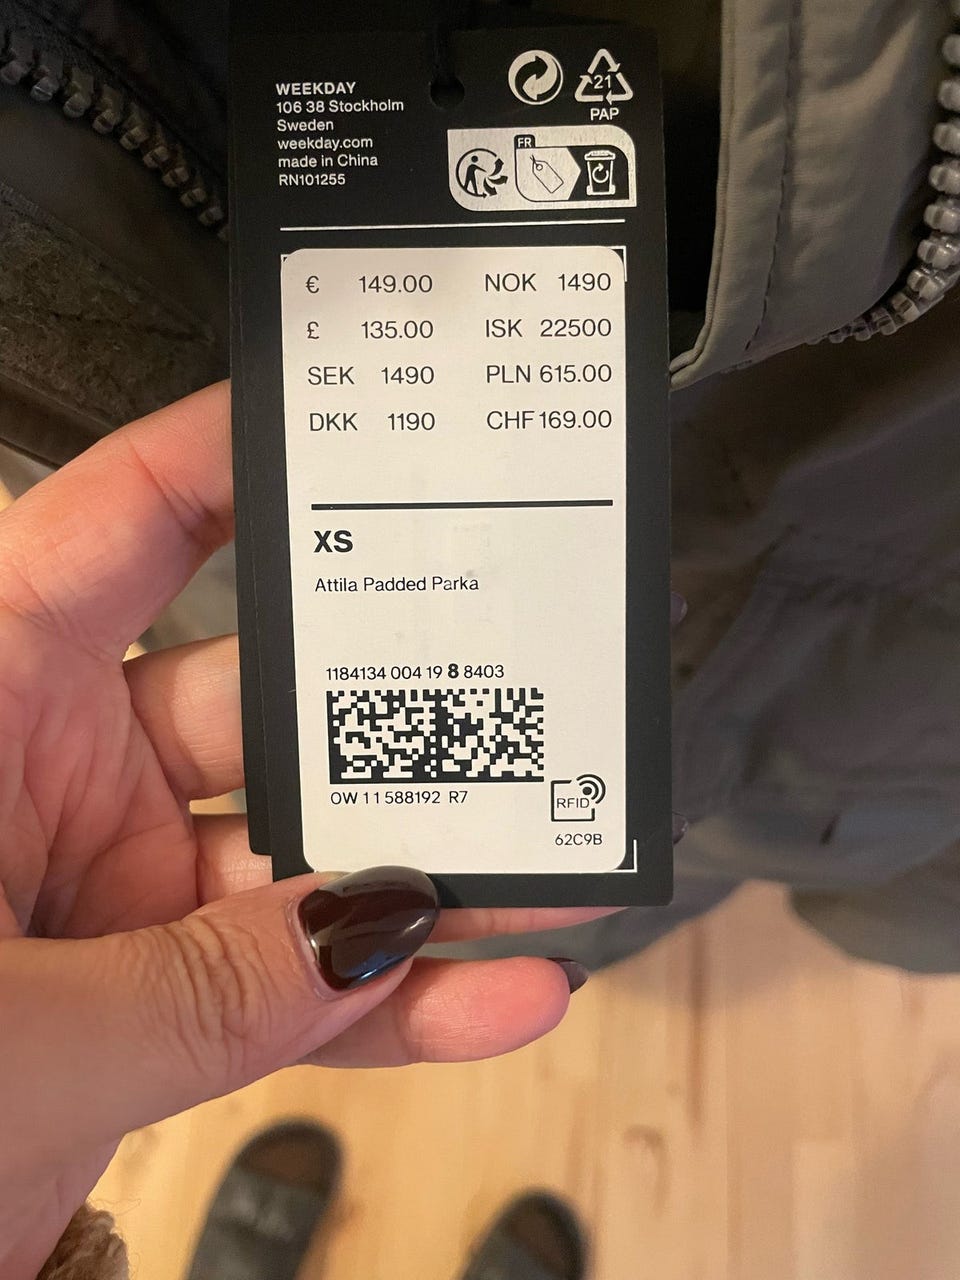 WEEKDAY
106 38 Stockholm
Sweden
weekday.com
made in China
RN101255
21
PAP
FR
€ 149.00 NOK 1490
£ 135.00 ISK 22500
SEK 1490 PLN 615.00
DKK 1190 CHF 169.00
XS
Attila Padded Parka
1184134 004 19 8 8403
OW 11 588192 R7
RFID
62C9B